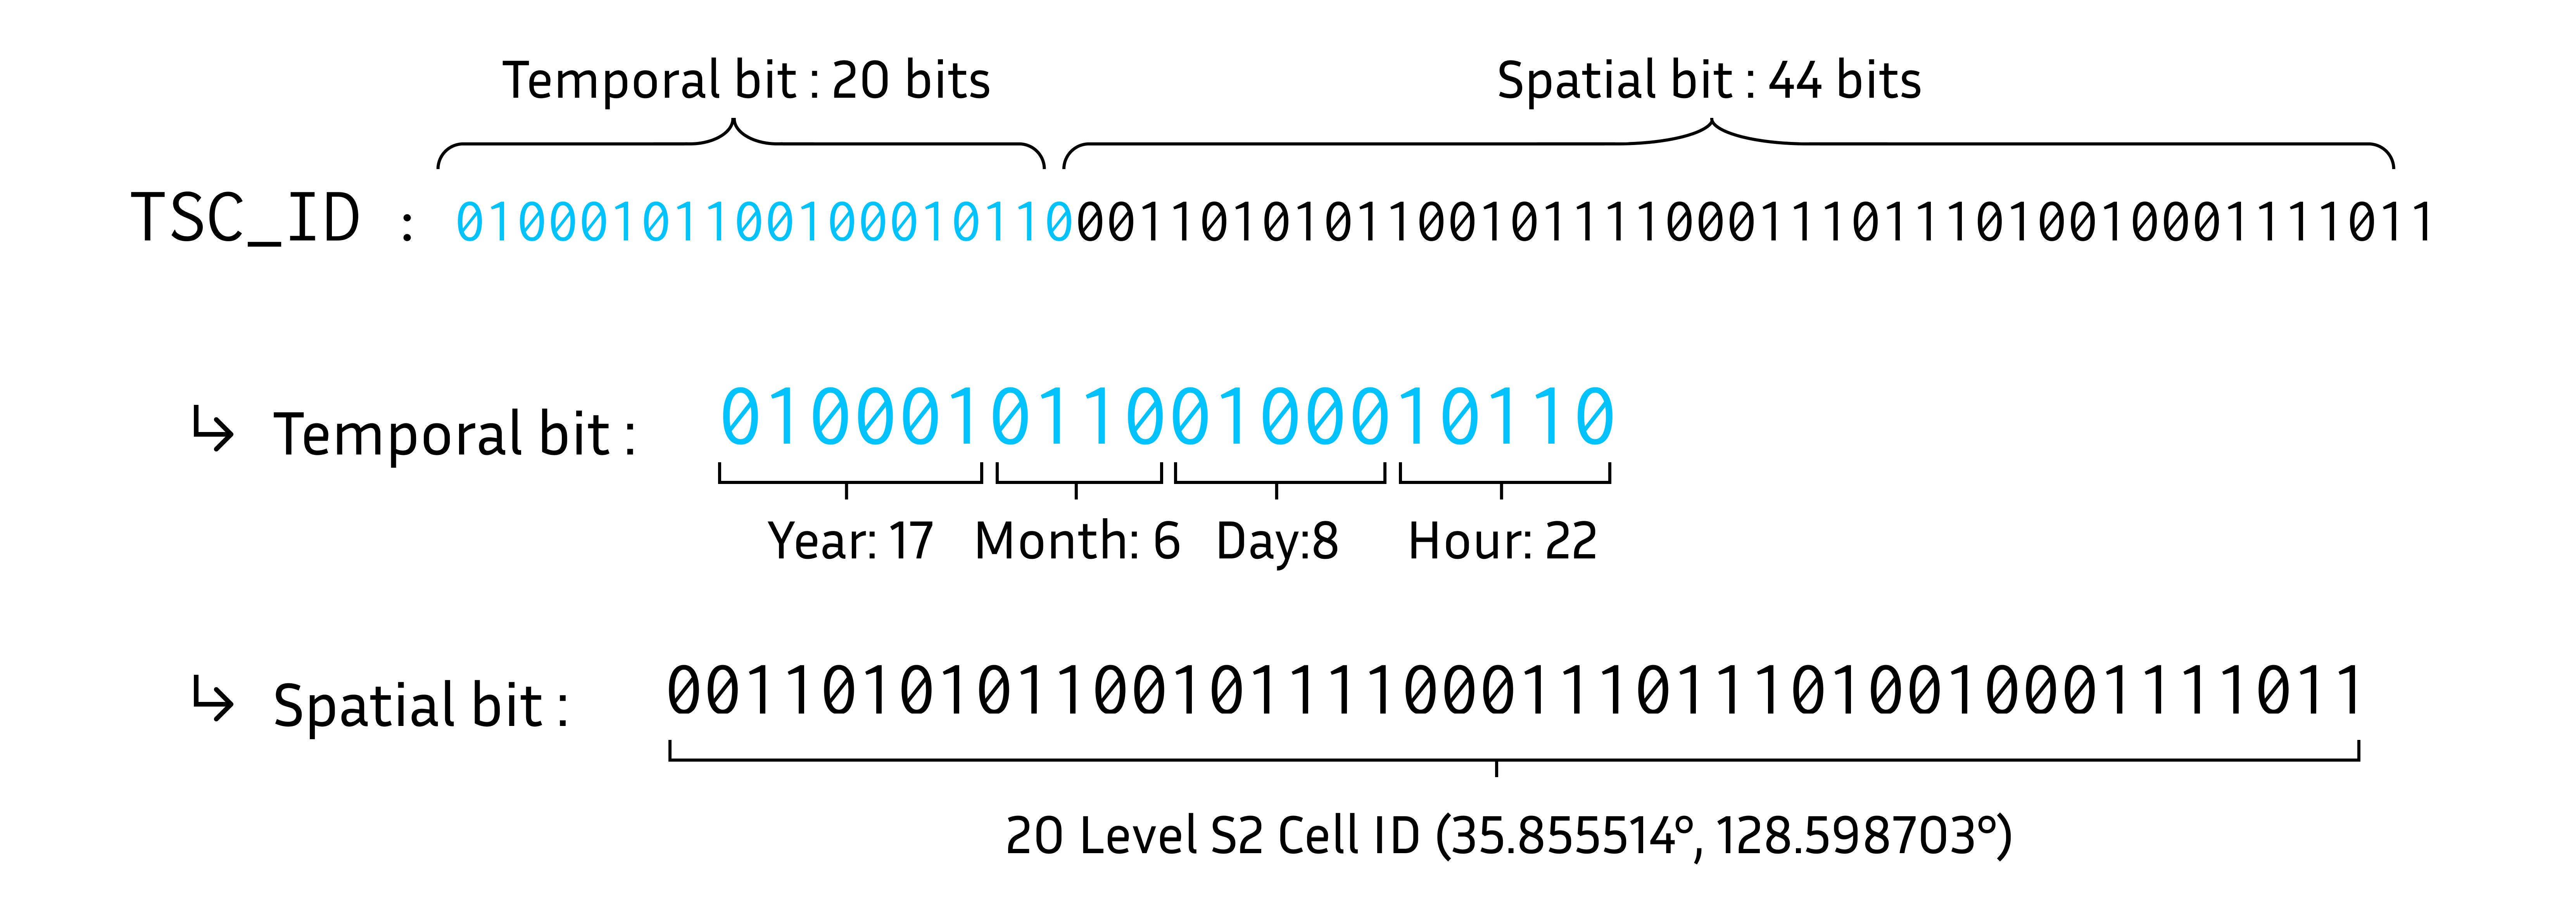 Temporal bit : 20 bits Spatial bit : 44 bits
TSC_ID : 0100010110010001011000110101011001011110001110111010010001111011
↳ Temporal bit : 01000101100100010110
Year: 17 Month: 6 Day:8 Hour: 22
↳ Spatial bit : 00110101011001011110001110111010010001111011
20 Level S2 Cell ID (35.855514°, 128.598703°)